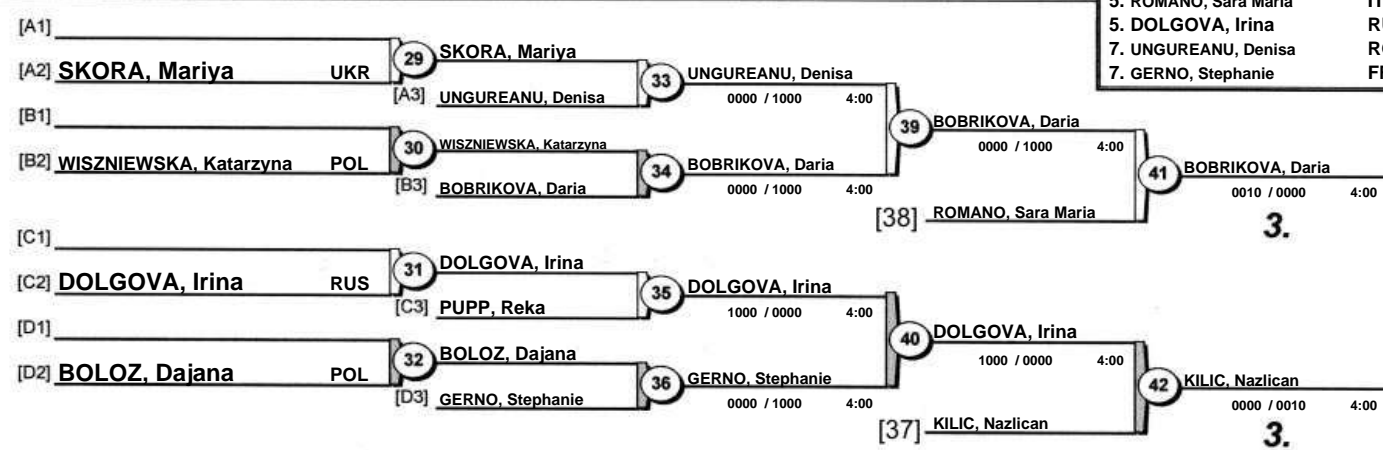 5. ROMANO, Sara Maria
5. DOLGOVA, Irina
7. UNGUREANU, Denisa
7. GERNO, Stephanie
[A1]
[A2] SKORA, Mariya UKR
29 SKORA, Mariya
[A3] UNGUREANU, Denisa
33 UNGUREANU, Denisa
0000 / 1000 4:00
[B1]
[B2] WISZNIEWSKA, Katarzyna POL
30 WISZNIEWSKA, Katarzyna
[B3] BOBRIKOVA, Daria
34 BOBRIKOVA, Daria
0000 / 1000 4:00
39 BOBRIKOVA, Daria
0000 / 1000 4:00
[38] ROMANO, Sara Maria
41 BOBRIKOVA, Daria
0010 / 0000 4:00
3.
[C1]
[C2] DOLGOVA, Irina RUS
31 DOLGOVA, Irina
[C3] PUPP, Reka
35 DOLGOVA, Irina
1000 / 0000 4:00
[D1]
[D2] BOLOZ, Dajana POL
32 BOLOZ, Dajana
[D3] GERNO, Stephanie
36 GERNO, Stephanie
0000 / 1000 4:00
40 DOLGOVA, Irina
1000 / 0000 4:00
[37] KILIC, Nazlican
42 KILIC, Nazlican
0000 / 0010 4:00
3.